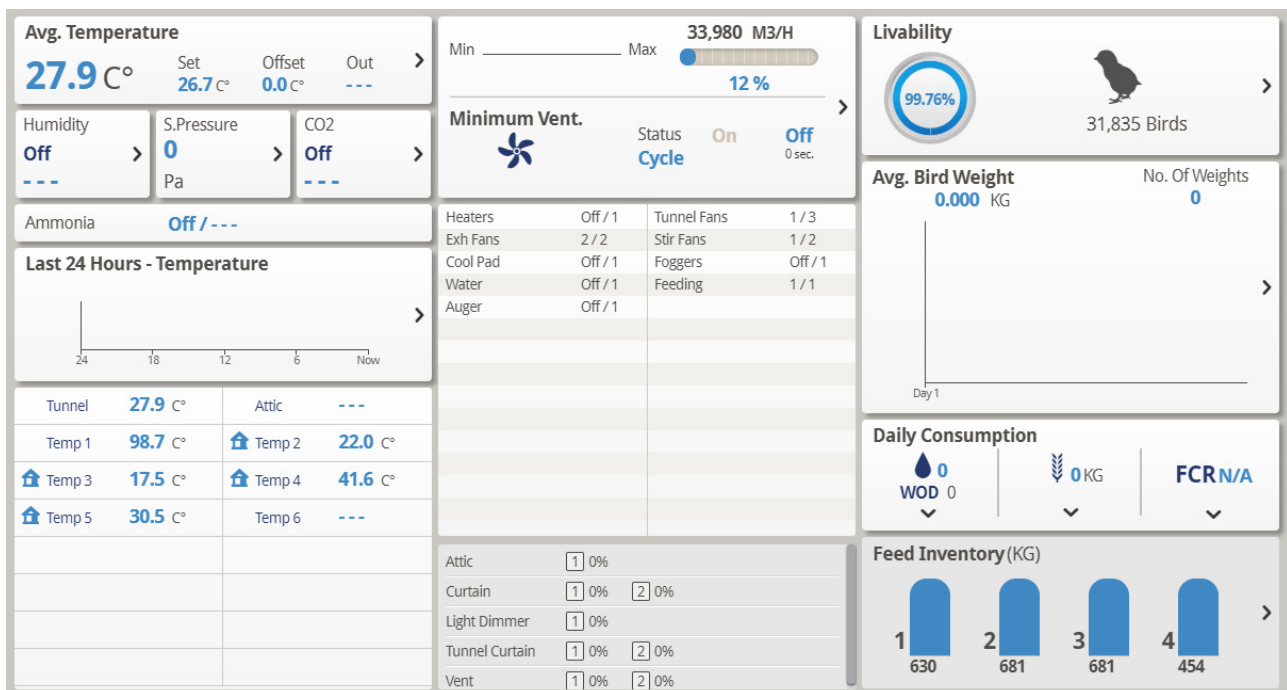 Avg. Temperature
27.9 C°
Set
26.7 C°
Offset
0.0 C°
Out
- - -
Humidity
Off
- - -
S.Pressure
0
Pa
CO2
Off
- - -
Ammonia Off / - - -
Last 24 Hours - Temperature
24 18 12 6 Now
Tunnel 27.9 C° Attic - - -
Temp 1 98.7 C° Temp 2 22.0 C°
Temp 3 17.5 C° Temp 4 41.6 C°
Temp 5 30.5 C° Temp 6 - - -
33,980 M3/H
Min Max
12 %
Minimum Vent.
Status On Off
Cycle 0 sec.
Heaters Off / 1 Tunnel Fans 1 / 3
Exh Fans 2 / 2 Stir Fans 1 / 2
Cool Pad Off / 1 Foggers Off / 1
Water Off / 1 Feeding 1 / 1
Auger Off / 1
Attic 1 0%
Curtain 1 0% 2 0%
Light Dimmer 1 0%
Tunnel Curtain 1 0% 2 0%
Vent 1 0% 2 0%
Livability
99.76%
31,835 Birds
Avg. Bird Weight No. Of Weights
0.000 KG 0
Day 1
Daily Consumption
0
WOD 0
0 KG
FCR N/A
Feed Inventory (KG)
1 2 3 4
630 681 681 454